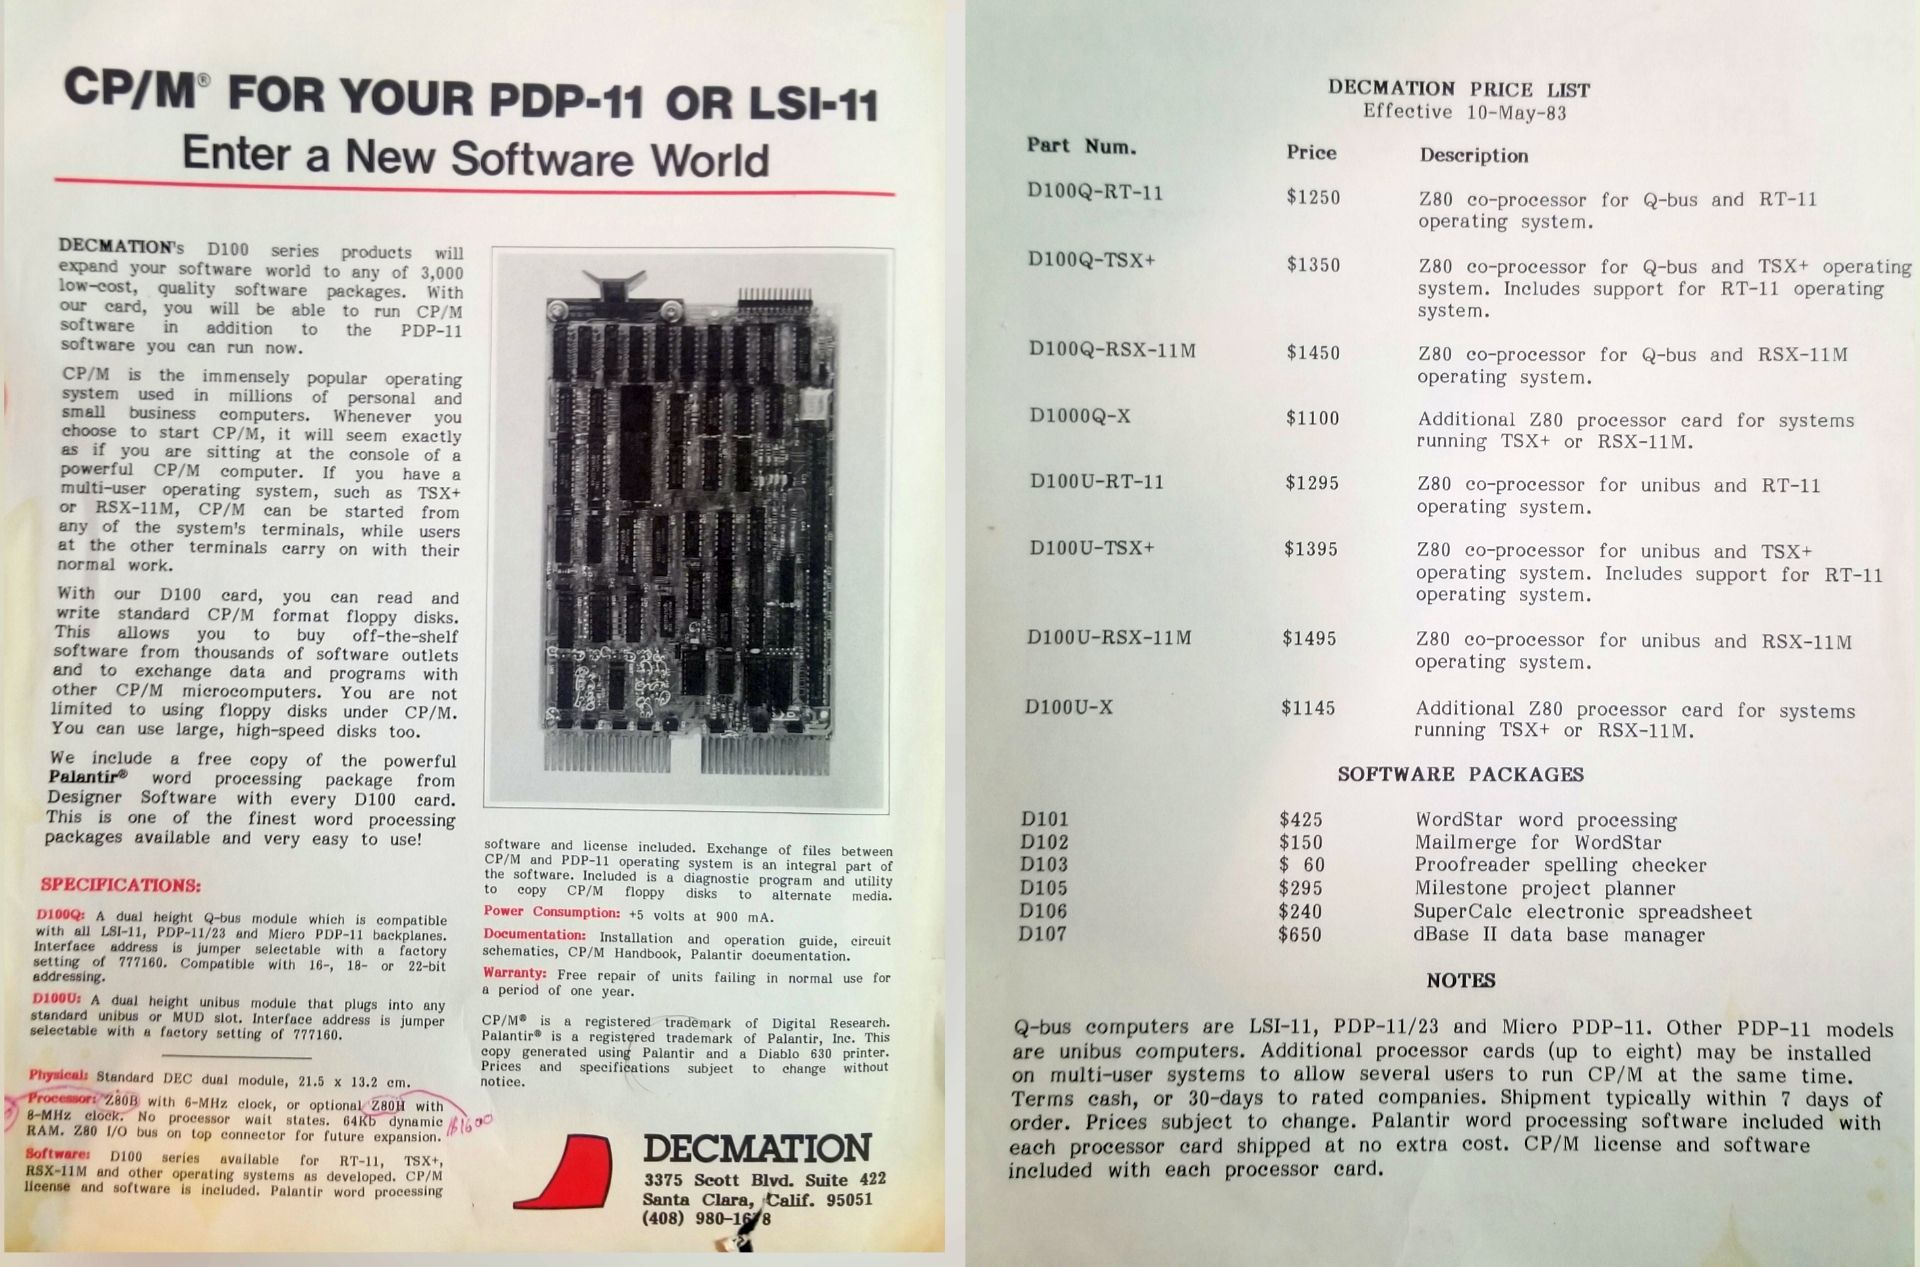 CP/M® FOR YOUR PDP-11 OR LSI-11
Enter a New Software World
DECMATION's D100 series products will
expand your software world to any of 3,000
low-cost, quality software packages. With
our card, you will be able to run CP/M
software in addition to the PDP-11
software you can run now.
CP/M is the immensely popular operating
system used in millions of personal and
small business computers. Whenever you
choose to start CP/M, it will seem exactly
as if you are sitting at the console of a
powerful CP/M computer. If you have a
multi-user operating system, such as TSX+
or RSX-11M, CP/M can be started from
any of the system's terminals, while users
at the other terminals carry on with their
normal work.
With our D100 card, you can read and
write standard CP/M format floppy disks.
This allows you to buy off-the-shelf
software from thousands of software outlets
and to exchange data and programs with
other CP/M microcomputers. You are not
limited to using floppy disks under CP/M.
You can use large, high-speed disks too.
We include a free copy of the powerful
Palantir® word processing package from
Designer Software with every D100 card.
This is one of the finest word processing
packages available and very easy to use!
SPECIFICATIONS:
D100Q: A dual height Q-bus module which is compatible
with all LSI-11, PDP-11/23 and Micro PDP-11 backplanes.
Interface address is jumper selectable with a factory
setting of 777160. Compatible with 16-, 18- or 22-bit
addressing.
D100U: A dual height unibus module that plugs into any
standard unibus or MUD slot. Interface address is jumper
selectable with a factory setting of 777160.
Physical: Standard DEC dual module, 21.5 x 13.2 cm.
Processor: Z80B with 6-MHz clock, or optional Z80H with
8-MHz clock. No processor wait states. 64Kb dynamic
RAM. Z80 I/O bus on top connector for future expansion.
Software: D100 series available for RT-11, TSX+,
RSX-11M and other operating systems as developed. CP/M
license and software is included. Palantir word processing
software and license included. Exchange of files between
CP/M and PDP-11 operating system is an integral part of
the software. Included is a diagnostic program and utility
to copy CP/M floppy disks to alternate media.
Power Consumption: +5 volts at 900 mA.
Documentation: Installation and operation guide, circuit
schematics, CP/M Handbook, Palantir documentation.
Warranty: Free repair of units failing in normal use for
a period of one year.
CP/M® is a registered trademark of Digital Research.
Palantir® is a registered trademark of Palantir, Inc. This
copy generated using Palantir and a Diablo 630 printer.
Prices and specifications subject to change without
notice.
DECMATION
3375 Scott Blvd. Suite 422
Santa Clara, Calif. 95051
(408) 980-1678
DECMATION PRICE LIST
Effective 10-May-83
Part Num. Price Description
D100Q-RT-11 $1250 Z80 co-processor for Q-bus and RT-11
operating system.
D100Q-TSX+ $1350 Z80 co-processor for Q-bus and TSX+ operating
system. Includes support for RT-11 operating
system.
D100Q-RSX-11M $1450 Z80 co-processor for Q-bus and RSX-11M
operating system.
D1000Q-X $1100 Additional Z80 processor card for systems
running TSX+ or RSX-11M.
D100U-RT-11 $1295 Z80 co-processor for unibus and RT-11
operating system.
D100U-TSX+ $1395 Z80 co-processor for unibus and TSX+
operating system. Includes support for RT-11
operating system.
D100U-RSX-11M $1495 Z80 co-processor for unibus and RSX-11M
operating system.
D100U-X $1145 Additional Z80 processor card for systems
running TSX+ or RSX-11M.
SOFTWARE PACKAGES
D101 $425 WordStar word processing
D102 $150 Mailmerge for WordStar
D103 $ 60 Proofreader spelling checker
D105 $295 Milestone project planner
D106 $240 SuperCalc electronic spreadsheet
D107 $650 dBase II data base manager
NOTES
Q-bus computers are LSI-11, PDP-11/23 and Micro PDP-11. Other PDP-11 models
are unibus computers. Additional processor cards (up to eight) may be installed
on multi-user systems to allow several users to run CP/M at the same time.
Terms cash, or 30-days to rated companies. Shipment typically within 7 days of
order. Prices subject to change. Palantir word processing software included with
each processor card shipped at no extra cost. CP/M license and software
included with each processor card.